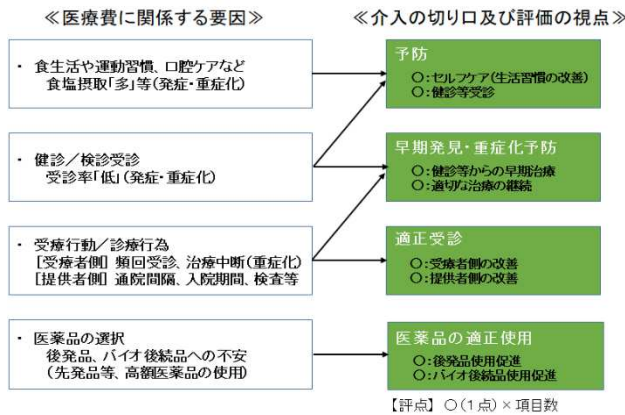 ≪医療費に関係する要因≫
≪介入の切り口及び評価の視点≫
・ 食生活や運動習慣、口腔ケアなど
食塩摂取「多」等(発症・重症化)
・ 健診／検診受診
受診率「低」(発症・重症化)
・ 受療行動／診療行為
[受療者側] 頻回受診、治療中断(重症化)
[提供者側] 通院間隔、入院期間、検査等
・ 医薬品の選択
後発品、バイオ後続品への不安
(先発品等、高額医薬品の使用)
予防
○:セルフケア(生活習慣の改善)
○:健診等受診
早期発見・重症化予防
○:健診等からの早期治療
○:適切な治療の継続
適正受診
○:受療者側の改善
○:提供者側の改善
医薬品の適正使用
○:後発品使用促進
○:バイオ後続品使用促進
【評点】 ○(1点)×項目数